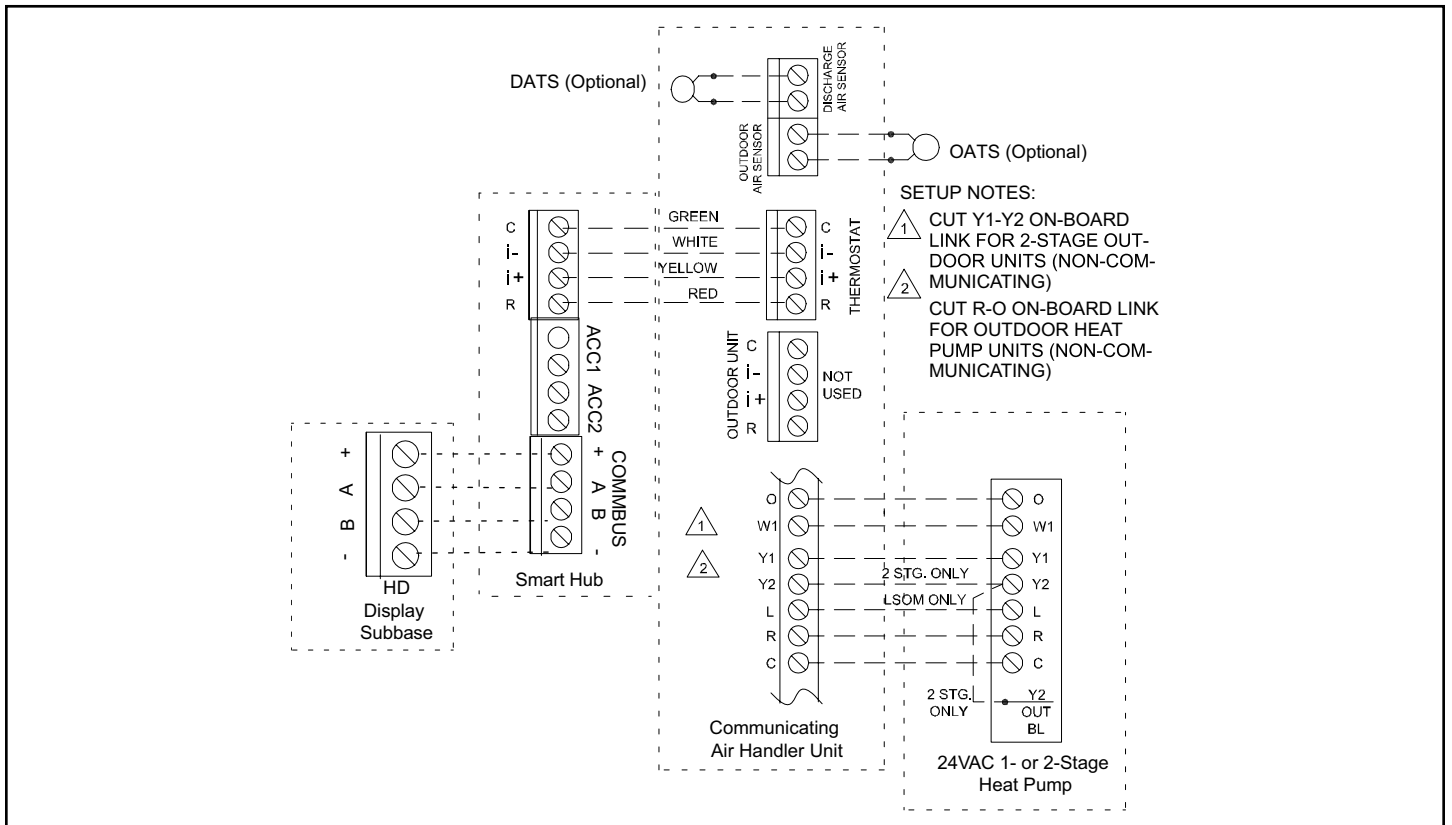 DATS (Optional)
DISCHARGE
AIR SENSOR
OUTDOOR
AIR SENSOR
OATS (Optional)
SETUP NOTES:
1 CUT Y1-Y2 ON-BOARD
LINK FOR 2-STAGE OUT-
DOOR UNITS (NON-COM-
MUNICATING)
2 CUT R-O ON-BOARD LINK
FOR OUTDOOR HEAT
PUMP UNITS (NON-COM-
MUNICATING)
C GREEN C
i- WHITE i-
i+ YELLOW i+
R RED R
THERMOSTAT
ACC1 ACC2
OUTDOOR UNIT
C
i-
i+
R
NOT
USED
+
A
B
-
HD
Display
Subbase
+
A
B
-
COMMBUS
Smart Hub
1
2
O O
W1 W1
Y1 Y1
Y2 2 STG. ONLY Y2
L LSOM ONLY L
R R
C C
2 STG.
ONLY
Y2
OUT
BL
Communicating
Air Handler Unit
24VAC 1- or 2-Stage
Heat Pump